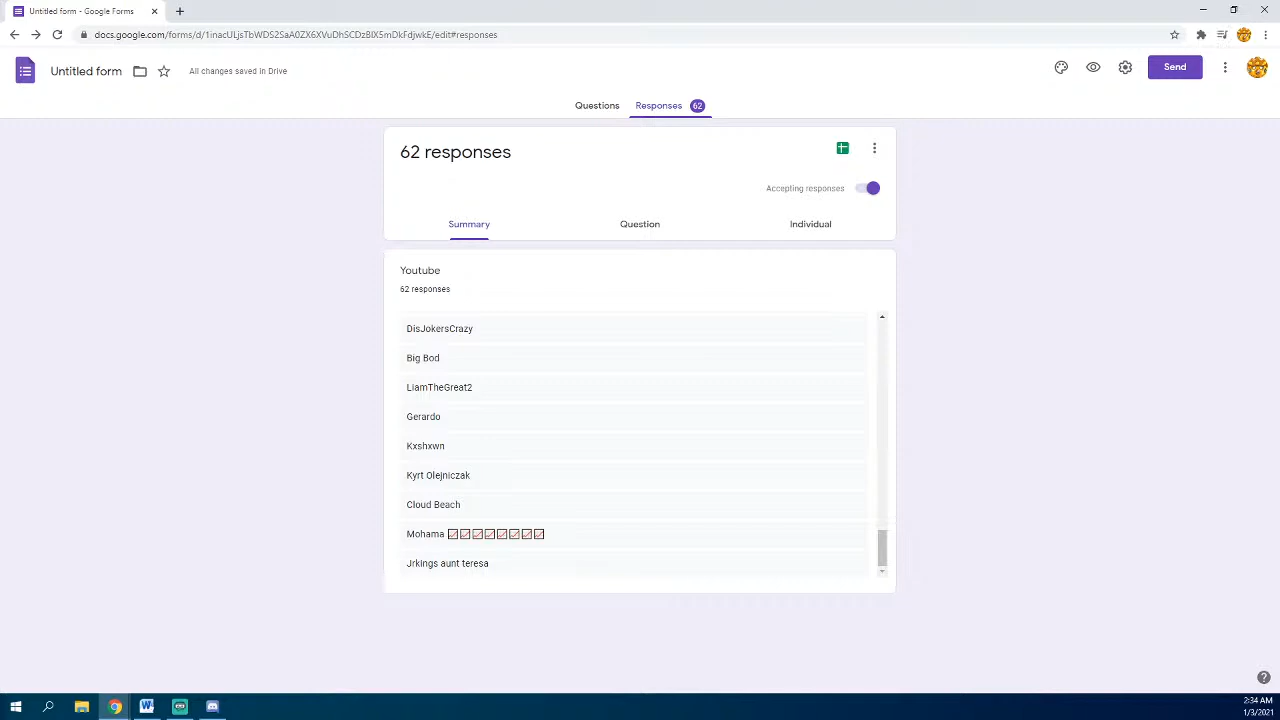 Untitled form - Google Forms
docs.google.com/forms/d/1inacULjsTbWDS2SaA0ZX6XVuDhSCDzBlX5mDkFdjwkE/edit#responses
Untitled form
All changes saved in Drive
Send
Questions
Responses 62
62 responses
Accepting responses
Summary
Question
Individual
Youtube
62 responses
DisJokersCrazy
Big Bod
LiamTheGreat2
Gerardo
Kxshxwn
Kyrt Olejniczak
Cloud Beach
Mohama
Jrkings aunt teresa
2:34 AM
1/3/2021